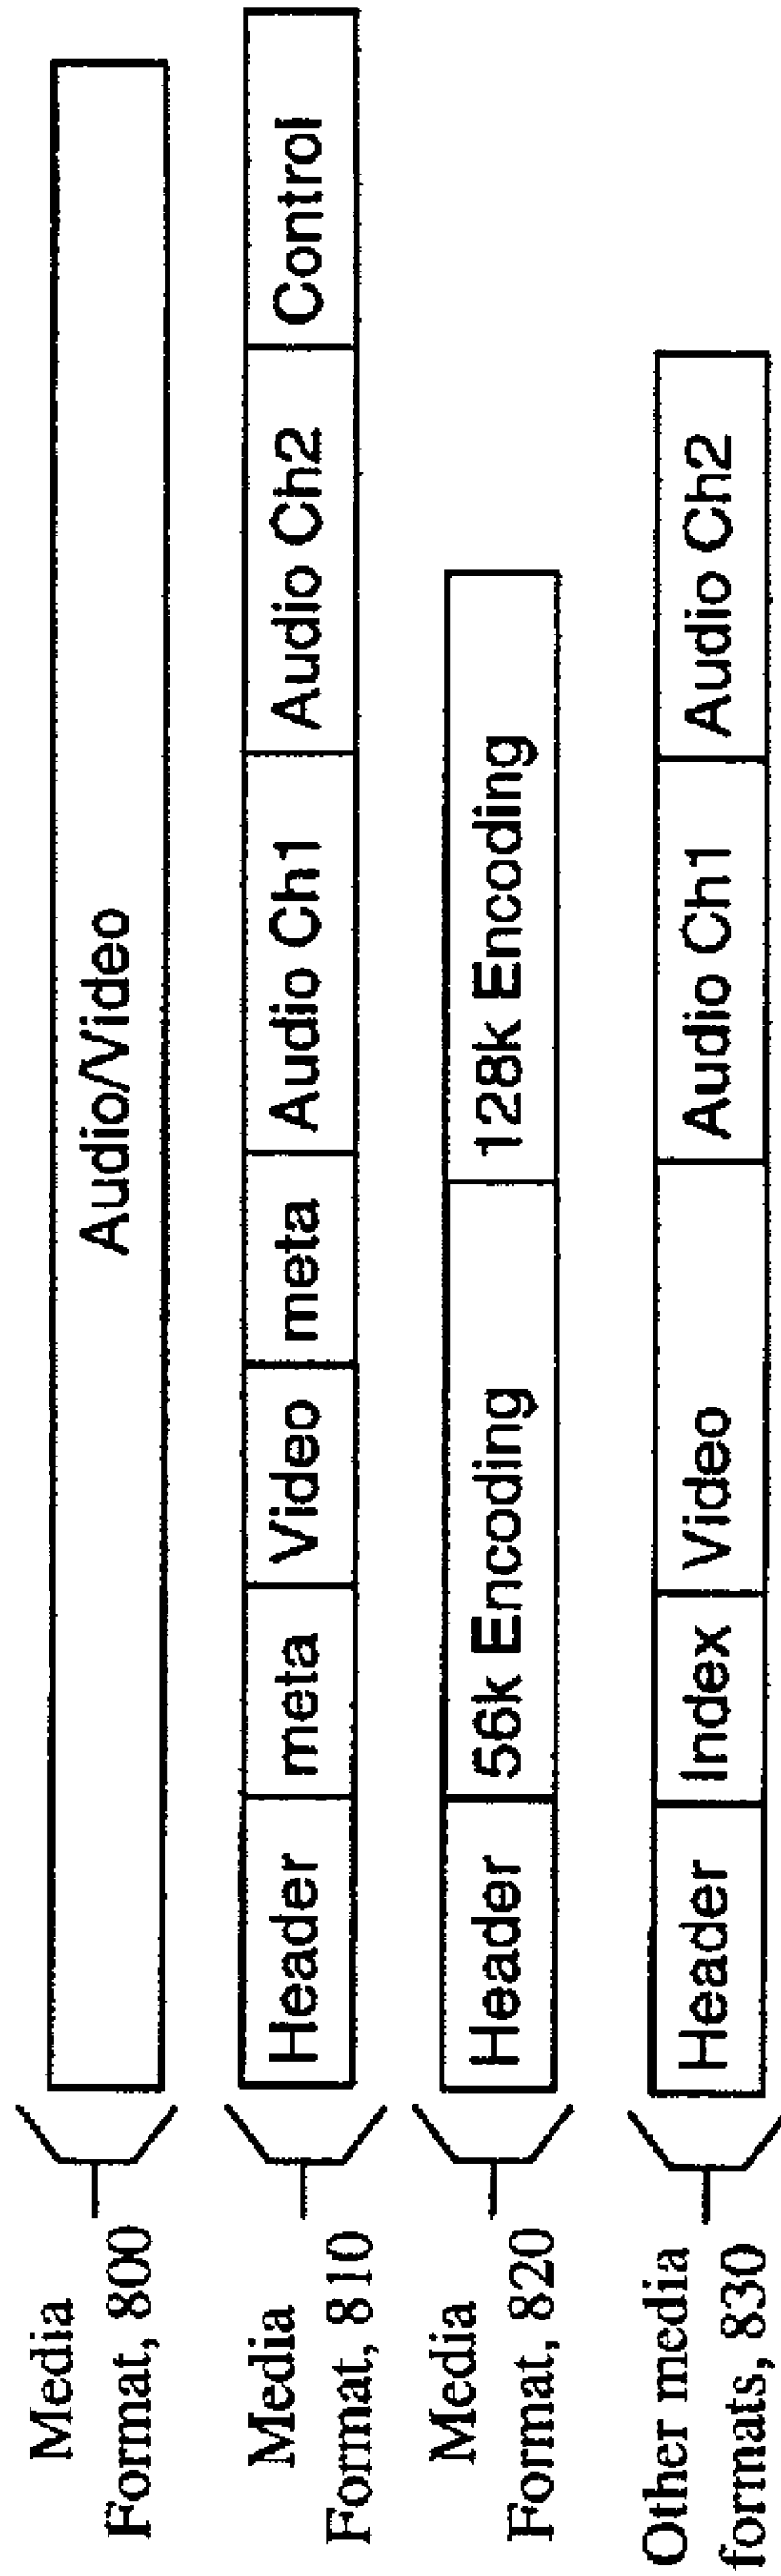 Media
Format, 800
Audio/Video
Media
Format, 810
Header
meta
Video
meta
Audio Ch1
Audio Ch2
Control
Media
Format, 820
Header
56k Encoding
128k Encoding
Other media
formats, 830
Header
Index
Video
Audio Ch1
Audio Ch2